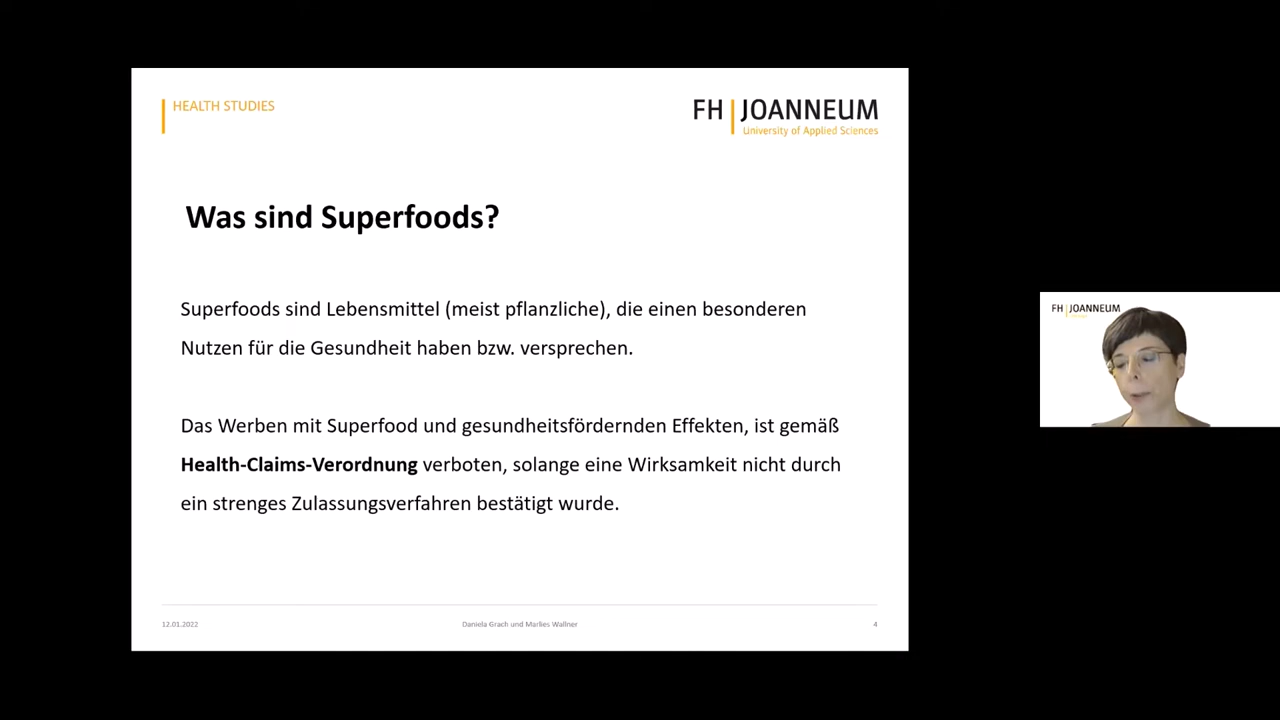 HEALTH STUDIES
FH JOANNEUM
University of Applied Sciences
Was sind Superfoods?
Superfoods sind Lebensmittel (meist pflanzliche), die einen besonderen
Nutzen für die Gesundheit haben bzw. versprechen.
Das Werben mit Superfood und gesundheitsfördernden Effekten, ist gemäß
Health-Claims-Verordnung verboten, solange eine Wirksamkeit nicht durch
ein strenges Zulassungsverfahren bestätigt wurde.
12.01.2022
Daniela Grach und Marlies Wallner
4
FH JOANNEUM